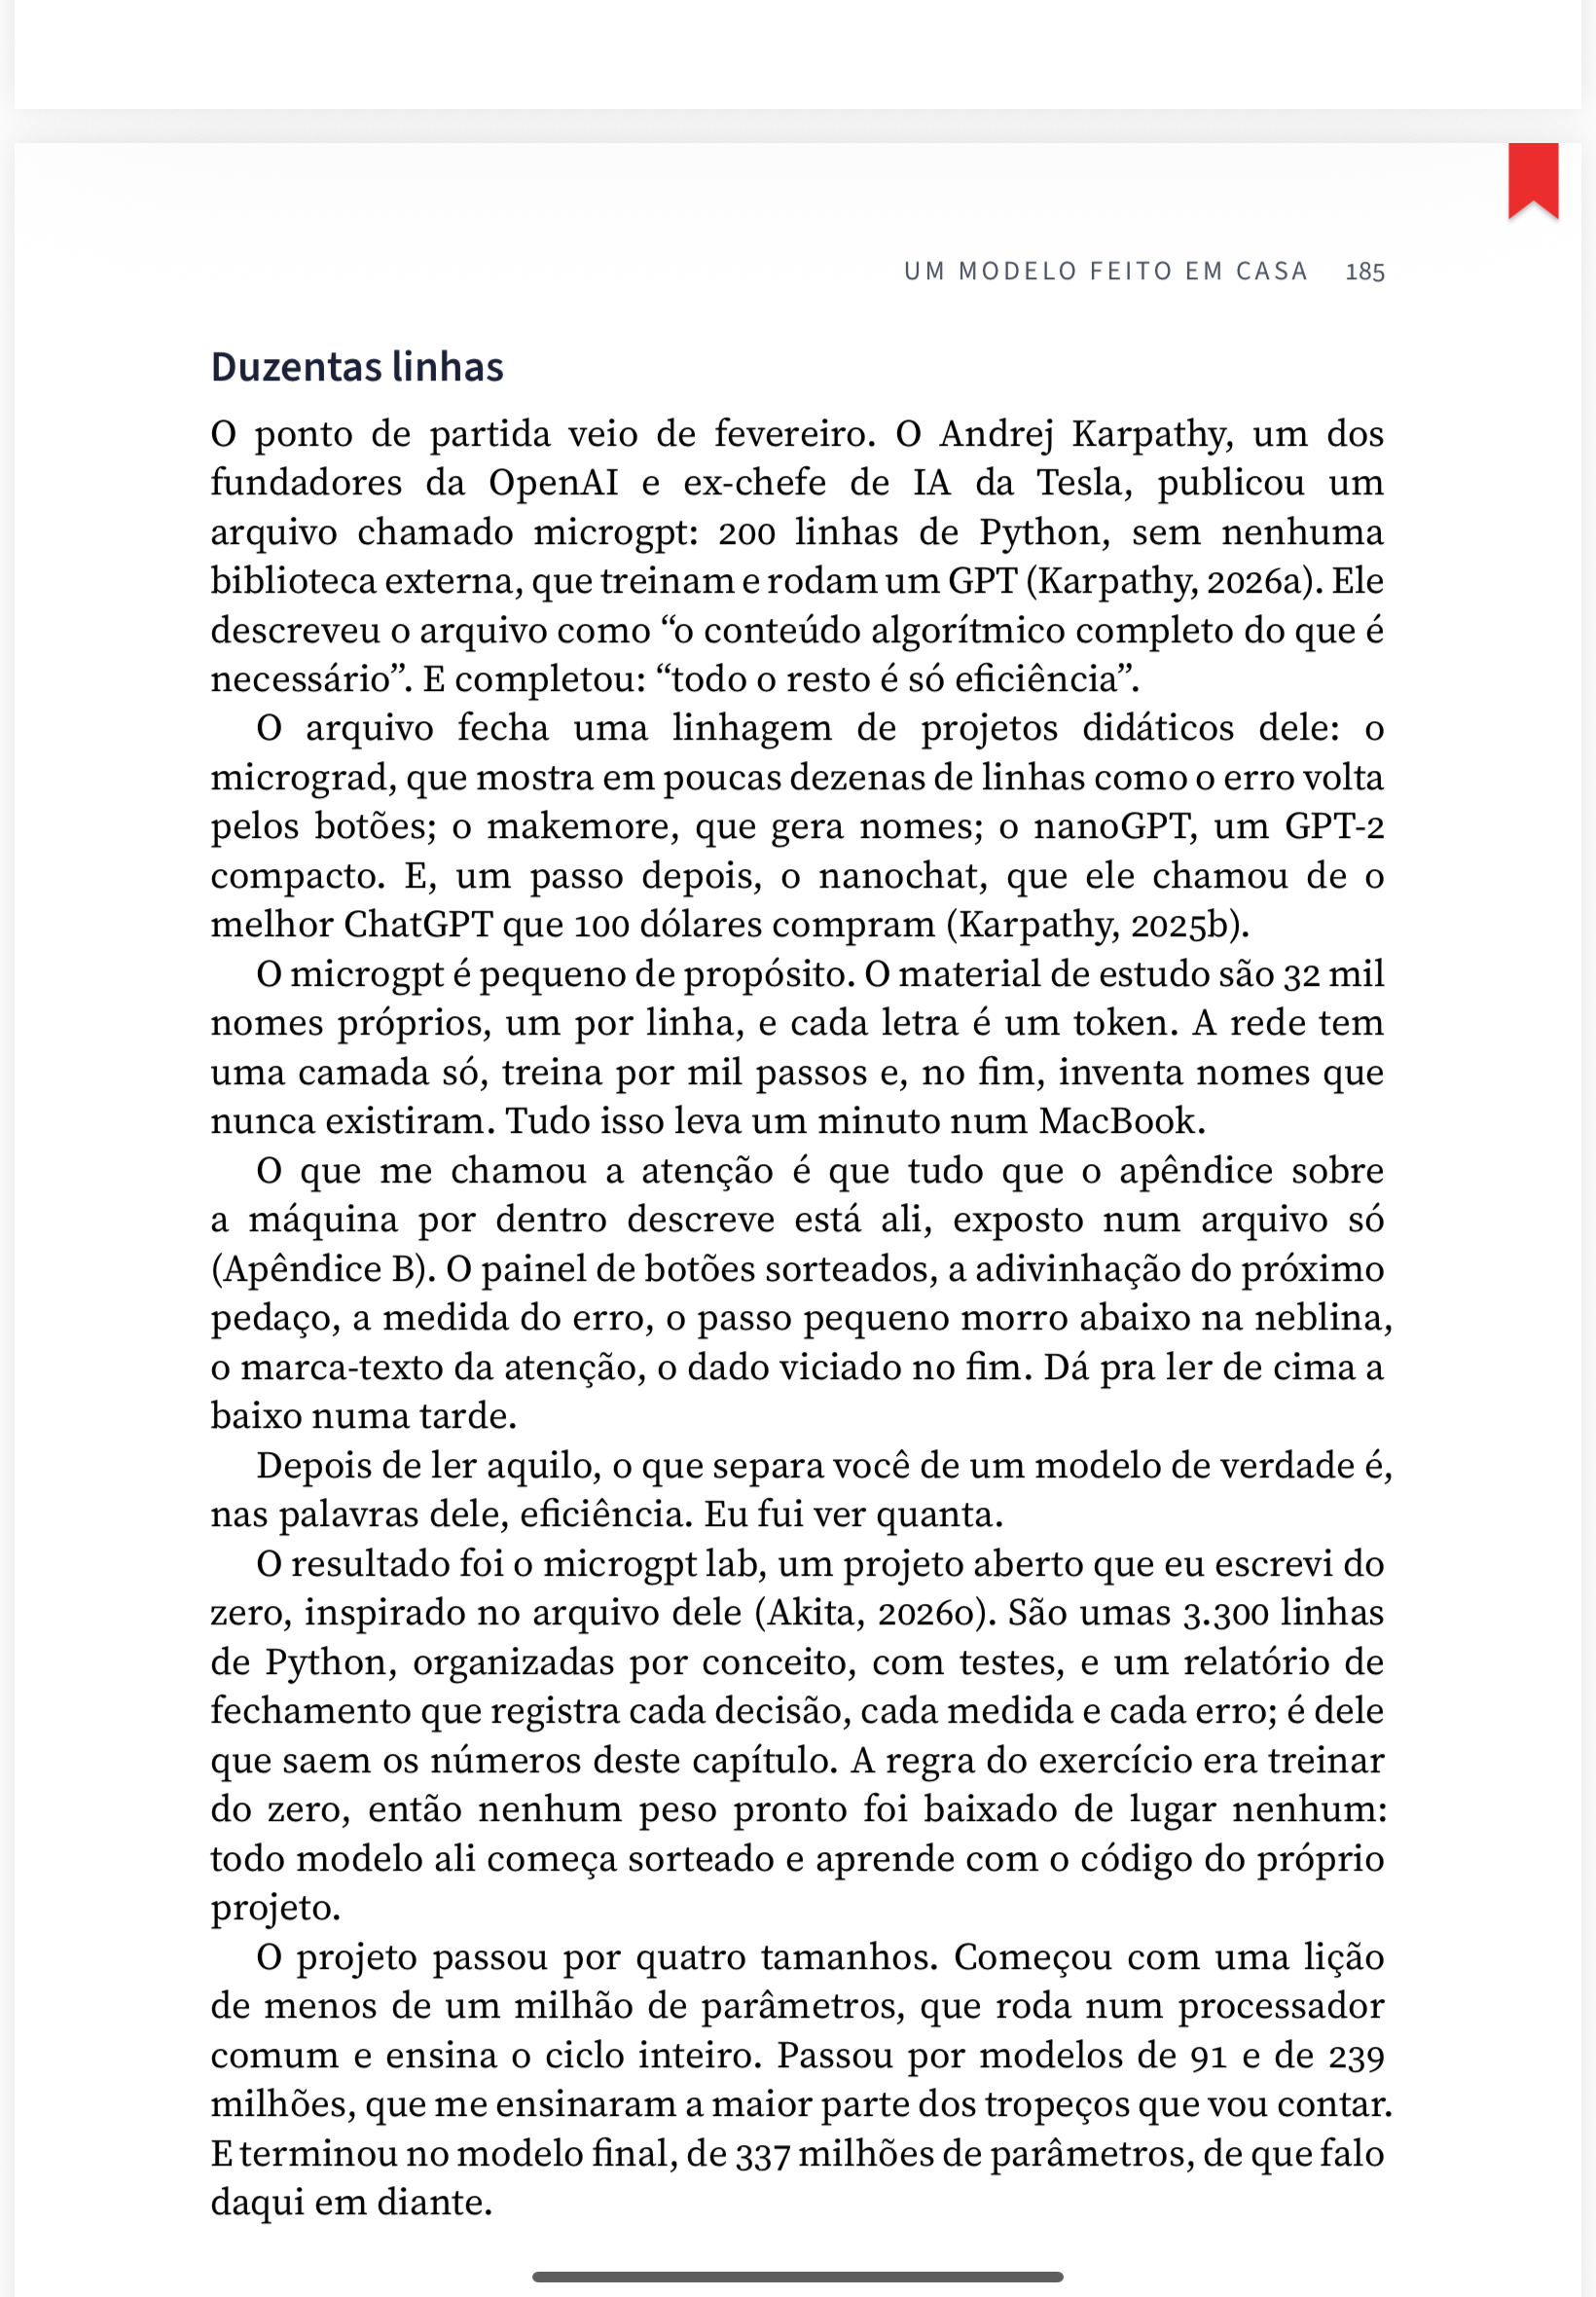 UM MODELO FEITO EM CASA 185
Duzentas linhas
O ponto de partida veio de fevereiro. O Andrej Karpathy, um dos
fundadores da OpenAI e ex-chefe de IA da Tesla, publicou um
arquivo chamado microgpt: 200 linhas de Python, sem nenhuma
biblioteca externa, que treinam e rodam um GPT (Karpathy, 2026a). Ele
descreveu o arquivo como “o conteúdo algorítmico completo do que é
necessário”. E completou: “todo o resto é só eficiência”.
O arquivo fecha uma linhagem de projetos didáticos dele: o
micrograd, que mostra em poucas dezenas de linhas como o erro volta
pelos botões; o makemore, que gera nomes; o nanoGPT, um GPT-2
compacto. E, um passo depois, o nanochat, que ele chamou de o
melhor ChatGPT que 100 dólares compram (Karpathy, 2025b).
O microgpt é pequeno de propósito. O material de estudo são 32 mil
nomes próprios, um por linha, e cada letra é um token. A rede tem
uma camada só, treina por mil passos e, no fim, inventa nomes que
nunca existiram. Tudo isso leva um minuto num MacBook.
O que me chamou a atenção é que tudo que o apêndice sobre
a máquina por dentro descreve está ali, exposto num arquivo só
(Apêndice B). O painel de botões sorteados, a adivinhação do próximo
pedaço, a medida do erro, o passo pequeno morro abaixo na neblina,
o marca-texto da atenção, o dado viciado no fim. Dá pra ler de cima a
baixo numa tarde.
Depois de ler aquilo, o que separa você de um modelo de verdade é,
nas palavras dele, eficiência. Eu fui ver quanta.
O resultado foi o microgpt lab, um projeto aberto que eu escrevi do
zero, inspirado no arquivo dele (Akita, 2026o). São umas 3.300 linhas
de Python, organizadas por conceito, com testes, e um relatório de
fechamento que registra cada decisão, cada medida e cada erro; é dele
que saem os números deste capítulo. A regra do exercício era treinar
do zero, então nenhum peso pronto foi baixado de lugar nenhum:
todo modelo ali começa sorteado e aprende com o código do próprio
projeto.
O projeto passou por quatro tamanhos. Começou com uma lição
de menos de um milhão de parâmetros, que roda num processador
comum e ensina o ciclo inteiro. Passou por modelos de 91 e de 239
milhões, que me ensinaram a maior parte dos tropeços que vou contar.
E terminou no modelo final, de 337 milhões de parâmetros, de que falo
daqui em diante.